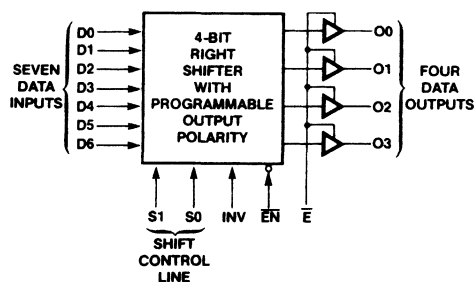 SEVEN
DATA
INPUTS
D0
D1
D2
D3
D4
D5
D6
4-BIT
RIGHT
SHIFTER
WITH
PROGRAMMABLE
OUTPUT
POLARITY
O0
O1
O2
O3
FOUR
DATA
OUTPUTS
S1 S0 INV EN E
SHIFT
CONTROL
LINE